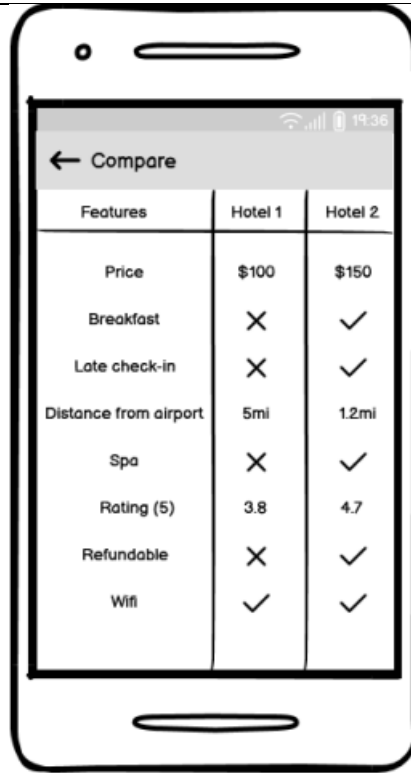 19:36
Compare
Features Hotel 1 Hotel 2
Price $100 $150
Breakfast
Late check-in
Distance from airport 5mi 1.2mi
Spa
Rating (5) 3.8 4.7
Refundable
Wifi